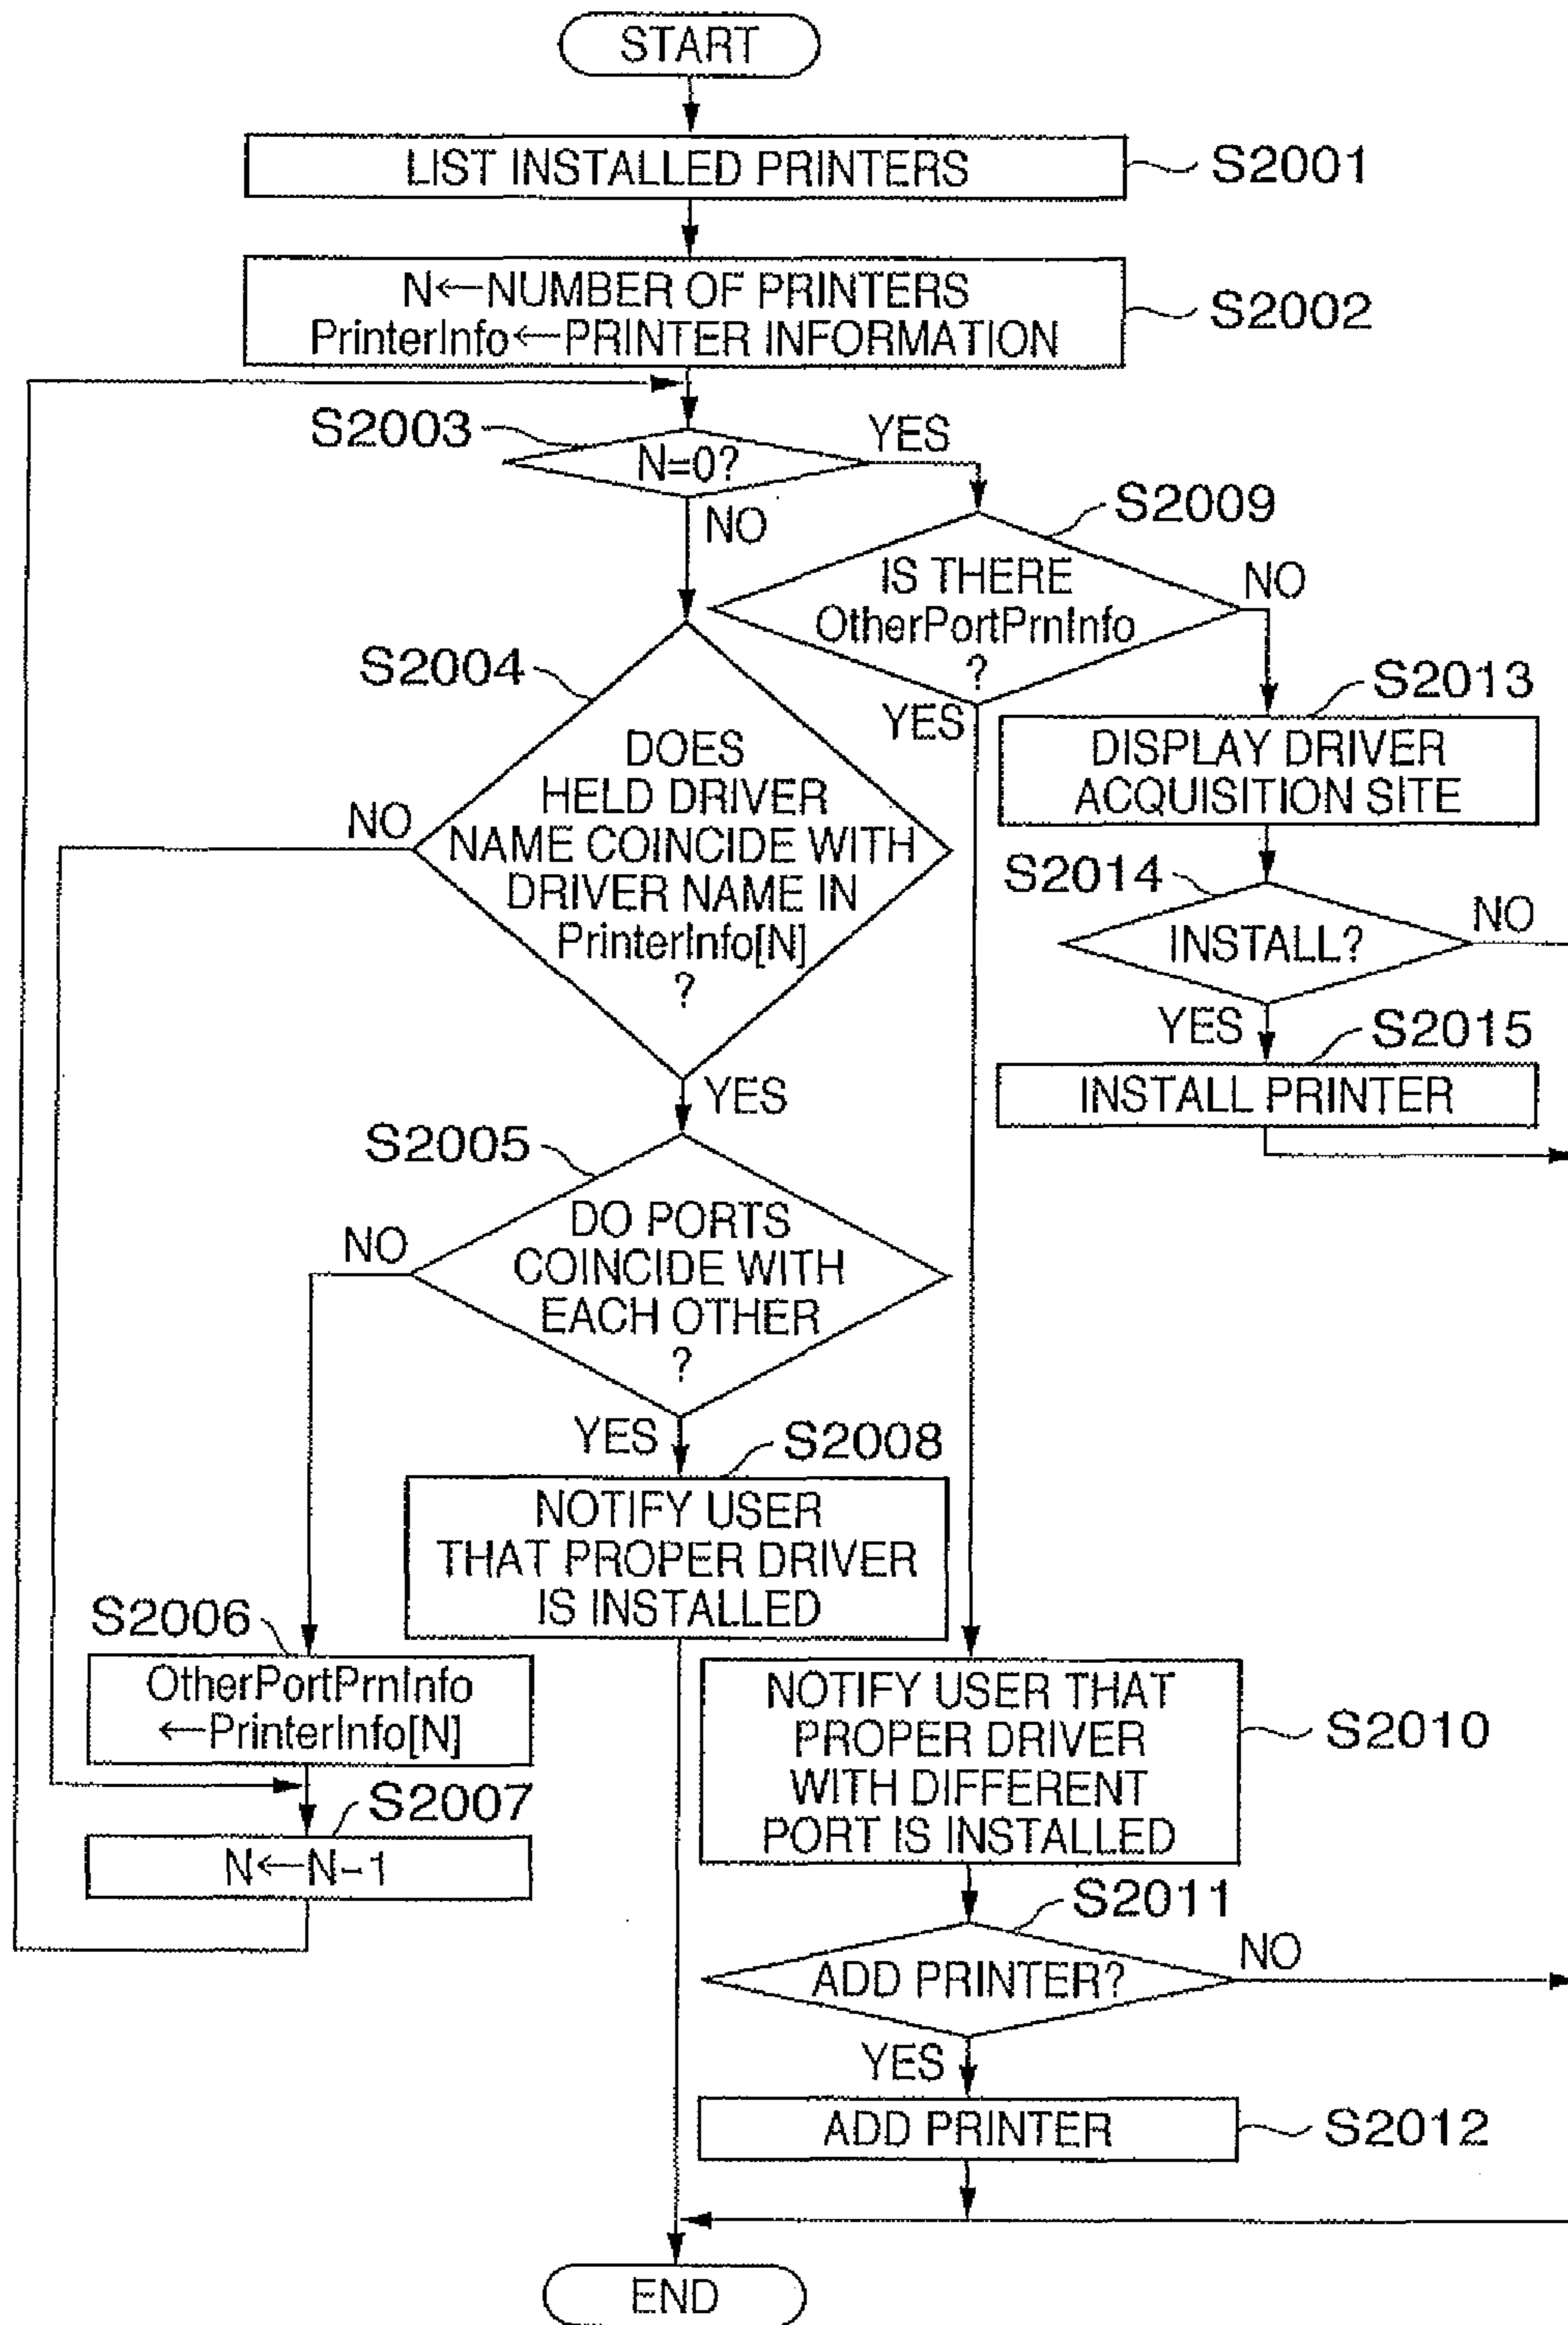 START
LIST INSTALLED PRINTERS
S2001
N←NUMBER OF PRINTERS
PrinterInfo←PRINTER INFORMATION
S2002
S2003
N=0?
YES
NO
S2009
IS THERE
OtherPortPrnInfo
?
NO
YES
S2004
DOES
HELD DRIVER
NAME COINCIDE WITH
DRIVER NAME IN
PrinterInfo[N]
?
NO
YES
S2013
DISPLAY DRIVER
ACQUISITION SITE
S2014
INSTALL?
NO
YES
S2015
INSTALL PRINTER
S2005
DO PORTS
COINCIDE WITH
EACH OTHER
?
NO
YES
S2008
NOTIFY USER
THAT PROPER DRIVER
IS INSTALLED
S2006
OtherPortPrnInfo
←PrinterInfo[N]
S2007
N←N-1
NOTIFY USER THAT
PROPER DRIVER
WITH DIFFERENT
PORT IS INSTALLED
S2010
S2011
ADD PRINTER?
NO
YES
ADD PRINTER
S2012
END